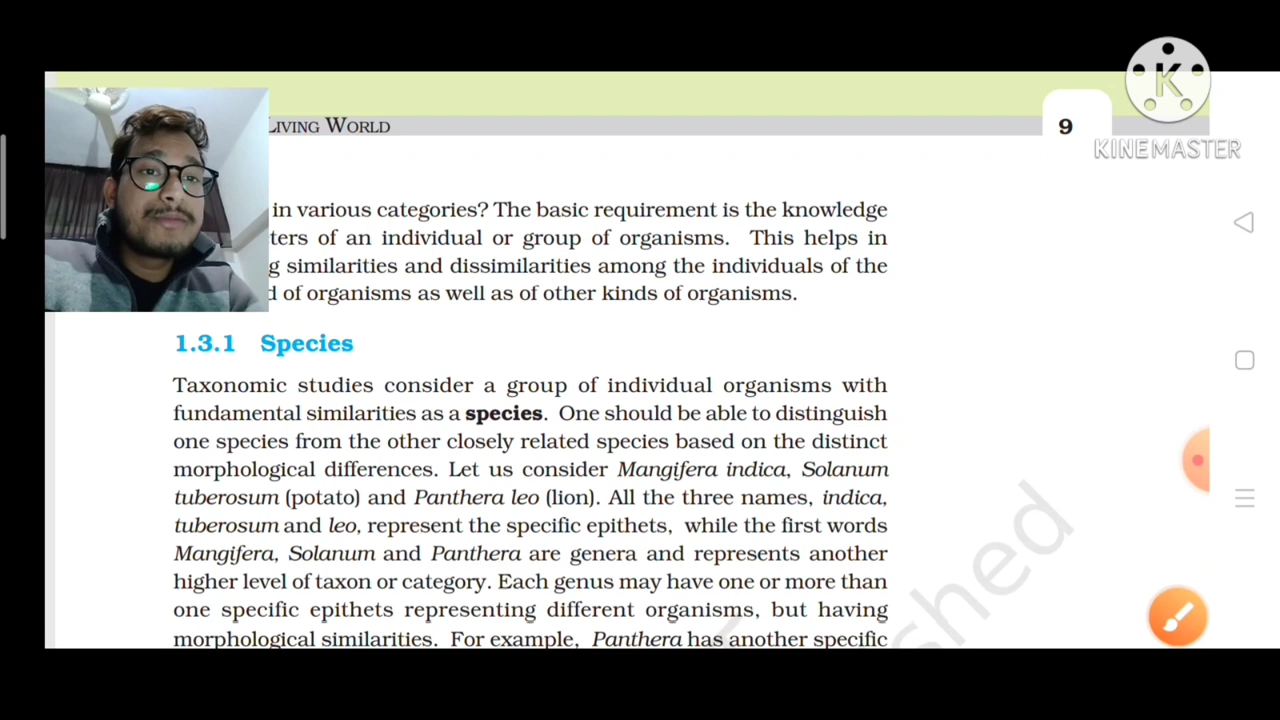 LIVING WORLD
9
KINEMASTER
in various categories? The basic requirement is the knowledge
ters of an individual or group of organisms. This helps in
g similarities and dissimilarities among the individuals of the
d of organisms as well as of other kinds of organisms.
1.3.1 Species
Taxonomic studies consider a group of individual organisms with
fundamental similarities as a species. One should be able to distinguish
one species from the other closely related species based on the distinct
morphological differences. Let us consider Mangifera indica, Solanum
tuberosum (potato) and Panthera leo (lion). All the three names, indica,
tuberosum and leo, represent the specific epithets, while the first words
Mangifera, Solanum and Panthera are genera and represents another
higher level of taxon or category. Each genus may have one or more than
one specific epithets representing different organisms, but having
morphological similarities. For example, Panthera has another specific
shed